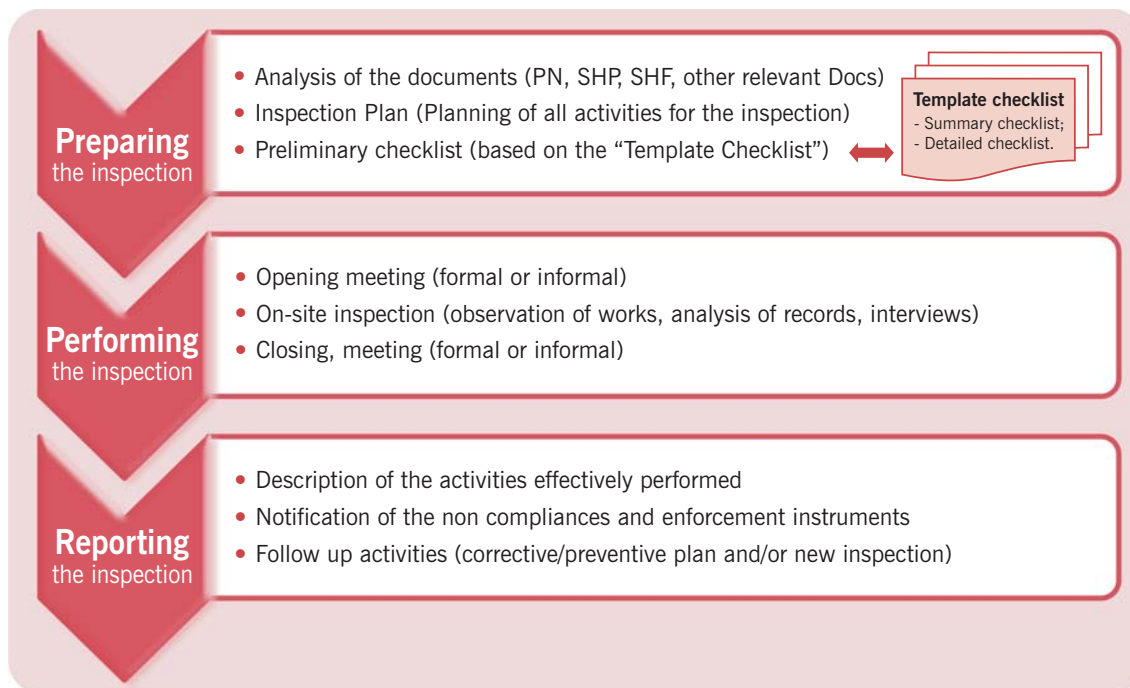 Preparing
the inspection
• Analysis of the documents (PN, SHP, SHF, other relevant Docs)
• Inspection Plan (Planning of all activities for the inspection)
• Preliminary checklist (based on the “Template Checklist”)
Template checklist
- Summary checklist;
- Detailed checklist.
Performing
the inspection
• Opening meeting (formal or informal)
• On-site inspection (observation of works, analysis of records, interviews)
• Closing, meeting (formal or informal)
Reporting
the inspection
• Description of the activities effectively performed
• Notification of the non compliances and enforcement instruments
• Follow up activities (corrective/preventive plan and/or new inspection)